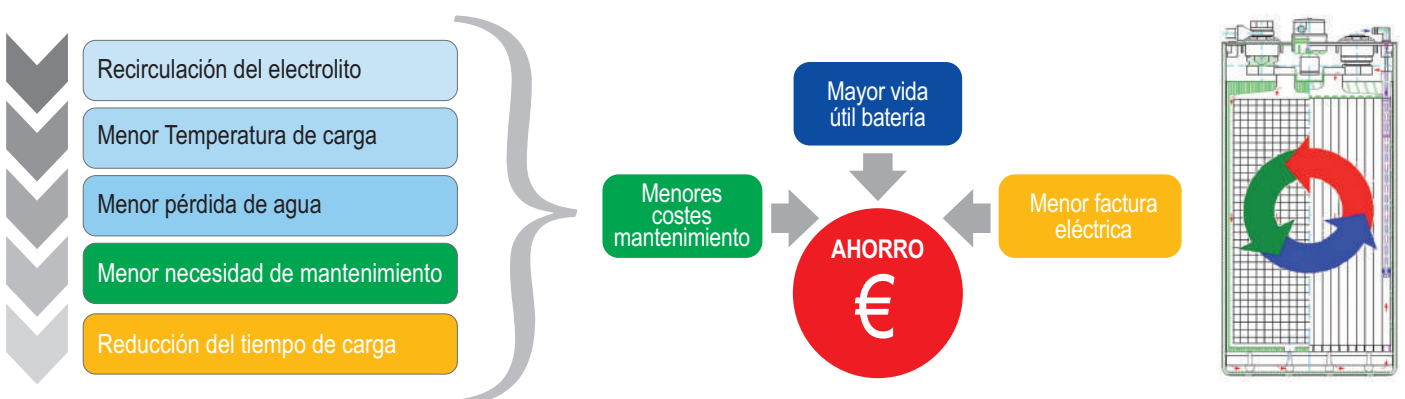 Recirculación del electrolito
Menor Temperatura de carga
Menor pérdida de agua
Menor necesidad de mantenimiento
Reducción del tiempo de carga
Mayor vida
útil batería
Menores
costes
mantenimiento
Menor factura
eléctrica
AHORRO
€